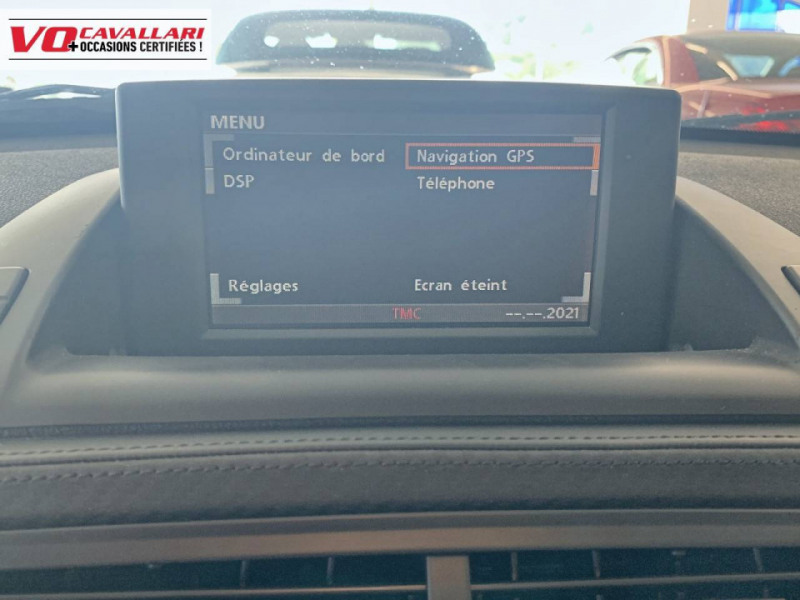 VO+ CAVALLARI
OCCASIONS CERTIFIÉES !
MENU
Ordinateur de bord Navigation GPS
DSP Téléphone
Réglages Ecran éteint
TMC --.--.2021